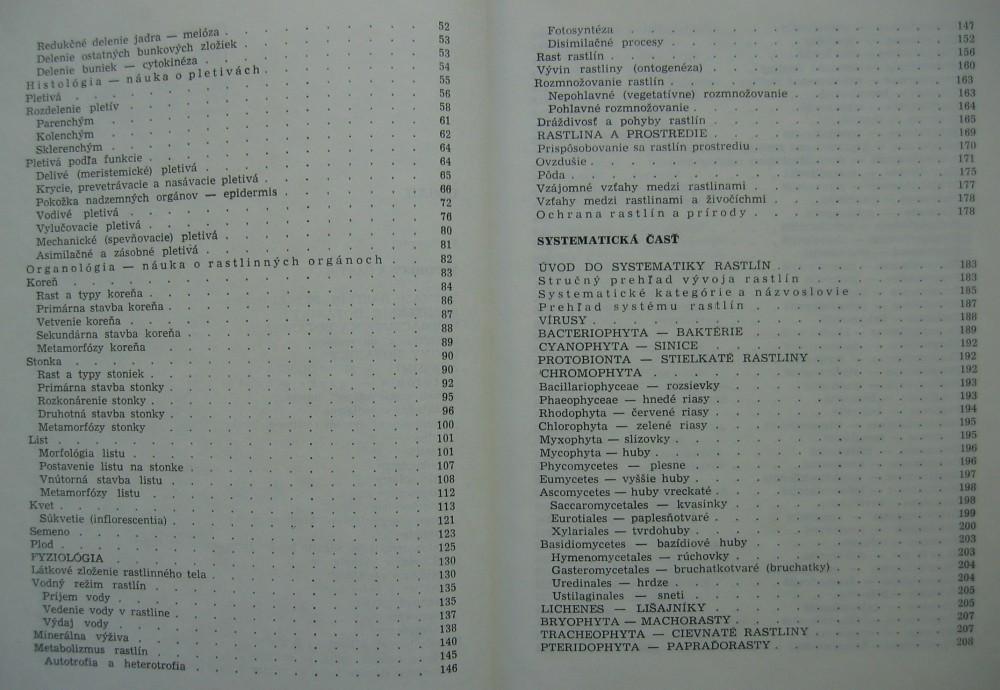 Redukčné delenie jadra — melóza . 52
Delenie ostatných bunkových zložiek 53
Delenie buniek — cytokinéza . 53
Histológia — náuka o pletivách . 54
Pletivá . 55
Rozdelenie pletív . 56
Parenchým . 58
Kolenchým . 61
Sklerenchým . 62
Pletivá podľa funkcie . 64
Delivé (meristemické) pletivá . 64
Krycie, prevetrávacie a nasávacie pletivá . 65
Pokožka nadzemných orgánov — epidermis . 66
Vodivé pletivá . 72
Vylučovacie pletivá . 76
Mechanické (spevňovacie) pletivá . 80
Asimilačné a zásobné pletivá . 81
Organológia — náuka o rastlinných orgánoch . 82
Koreň . 83
Rast a typy koreňa . 84
Primárna stavba koreňa . 86
Vetvenie koreňa . 87
Sekundárna stavba koreňa . 88
Metamorfózy koreňa . 89
Stonka . 90
Rast a typy stoniek . 90
Primárna stavba stonky . 92
Rozkonárenie stonky . 95
Druhotná stavba stonky . 96
Metamorfózy stonky . 100
List . 101
Morfológia listu . 101
Postavenie listu na stonke . 107
Vnútorná stavba listu . 108
Metamorfózy listu . 112
Kvet . 113
Súkvetie (inflorescentia) . 121
Semeno . 123
Plod . 125
FYZIOLÓGIA . 130
Látkové zloženie rastlinného tela . 130
Vodný režim rastlín . 135
Príjem vody . 135
Vedenie vody v rastline . 137
Výdaj vody . 138
Minerálna výživa . 140
Metabolizmus rastlín . 145
Autotrofia a heterotrofia . 146
Fotosyntéza . 147
Disimilačné procesy . 152
Rast rastlín . 156
Vývin rastliny (ontogenéza) . 160
Rozmnožovanie rastlín . 163
Nepohlavné (vegetatívne) rozmnožovanie . 163
Pohlavné rozmnožovanie . 164
Dráždivosť a pohyby rastlín . 165
RASTLINA A PROSTREDIE . 169
Prispôsobovanie sa rastlín prostrediu . 170
Ovzdušie . 171
Pôda . 175
Vzájomné vzťahy medzi rastlinami . 177
Vzťahy medzi rastlinami a živočíchmi . 178
Ochrana rastlín a prírody . 178
SYSTEMATICKÁ ČASŤ
ÚVOD DO SYSTEMATIKY RASTLÍN . 183
Stručný prehľad vývoja rastlín . 183
Systematické kategórie a názvoslovie . 185
Prehľad systému rastlín . 187
VÍRUSY . 188
BACTERIOPHYTA — BAKTÉRIE . 189
CYANOPHYTA — SINICE . 192
PROTOBIONTA — STIELKATÉ RASTLINY . 192
CHROMOPHYTA . 192
Bacillariophyceae — rozsievky . 193
Phaeophyceae — hnedé riasy . 193
Rhodophyta — červené riasy . 194
Chlorophyta — zelené riasy . 195
Myxophyta — slizovky . 195
Mycophyta — huby . 196
Phycomycetes — plesne . 196
Eumycetes — vyššie huby . 197
Ascomycetes — huby vreckaté . 198
Saccaromycetales — kvasinky . 198
Eurotiales — paplesňotvaré . 199
Xylariales — tvrdohuby . 200
Basidiomycetes — bazídiové huby . 203
Hymenomycetales — rúchovky . 203
Gasteromycetales — bruchatkotvaré (bruchatky) . 204
Uredinales — hrdze . 204
Ustilaginales — sneti . 205
LICHENES — LIŠAJNÍKY . 205
BRYOPHYTA — MACHORASTY . 207
TRACHEOPHYTA — CIEVNATÉ RASTLINY . 207
PTERIDOPHYTA — PAPRAĎORASTY . 208